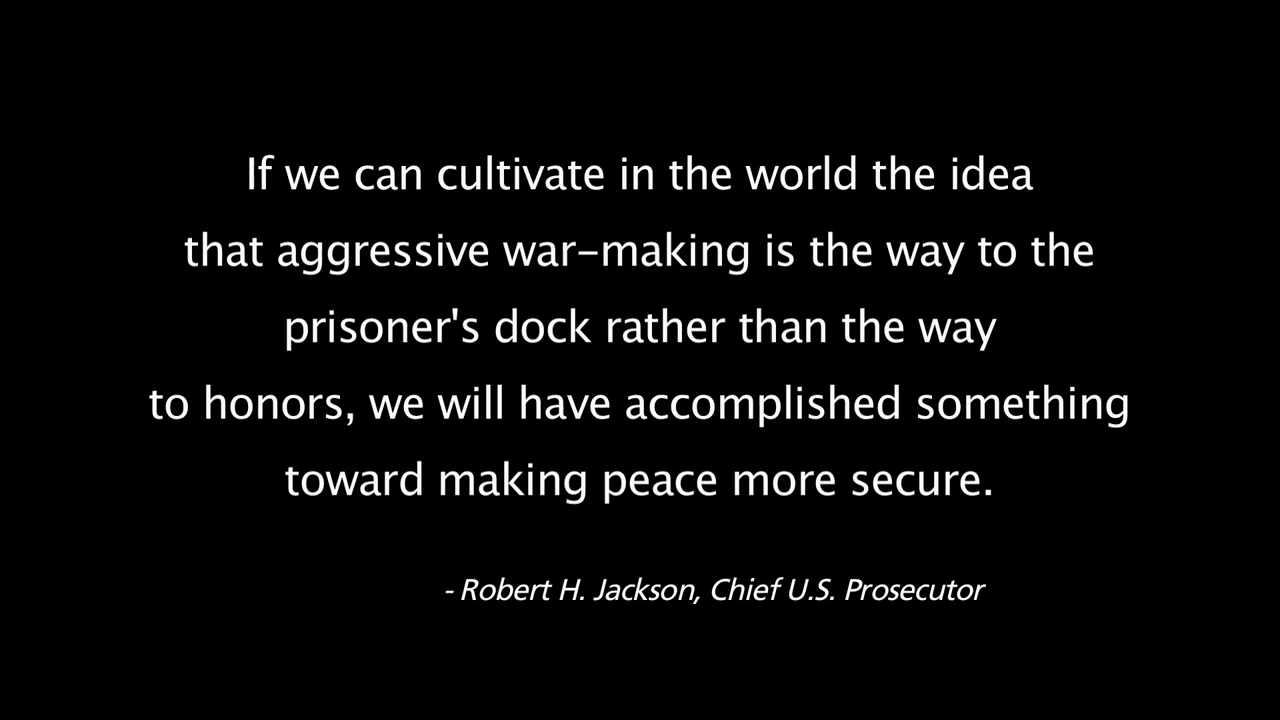 If we can cultivate in the world the idea
that aggressive war–making is the way to the
prisoner's dock rather than the way
to honors, we will have accomplished something
toward making peace more secure.
- Robert H. Jackson, Chief U.S. Prosecutor